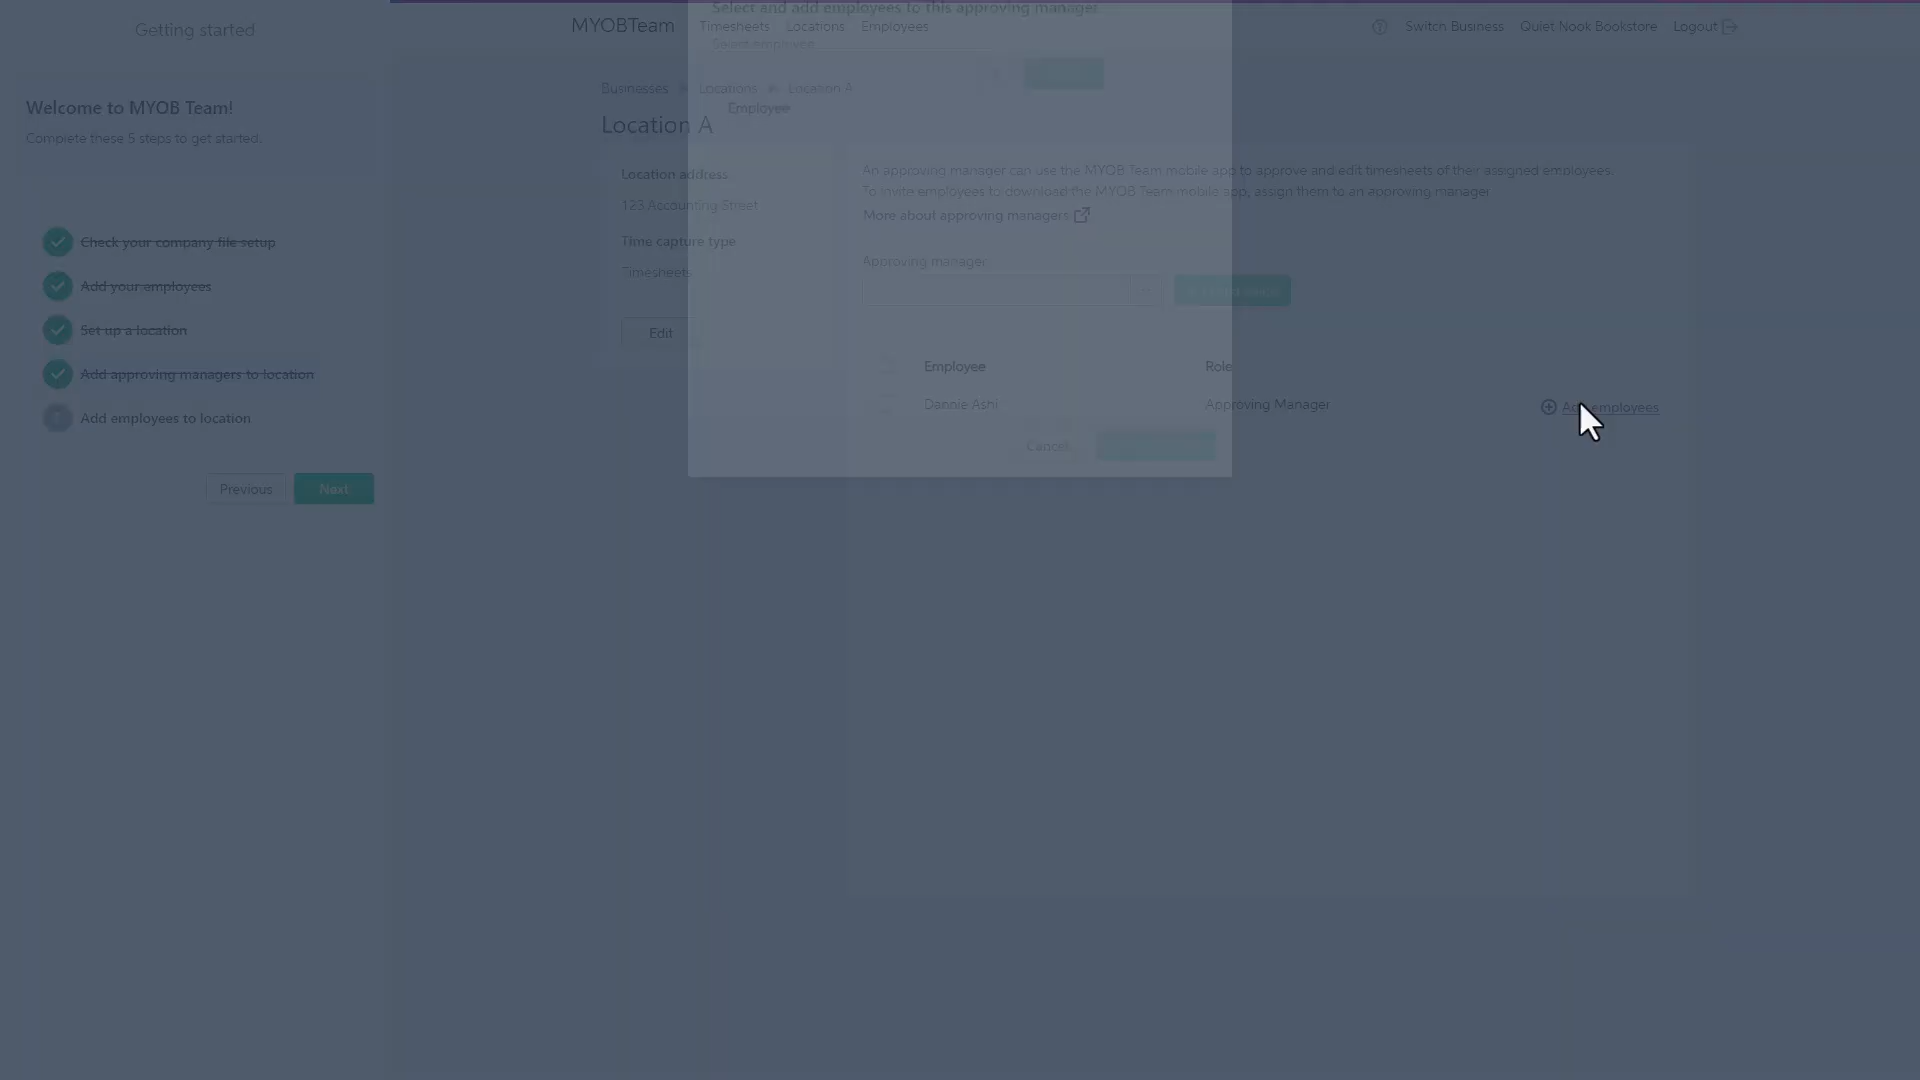 Getting started
MYOBTeam
Timesheets Locations Employees
Switch Business Quiet Nook Bookstore Logout
Select and add employees to this approving manager
Select employee
Employee
Cancel
Welcome to MYOB Team!
Complete these 5 steps to get started.
Check your company file setup
Add your employees
Set up a location
Add approving managers to location
Add employees to location
Previous Next
Businesses Locations Location A
Location A
Location address
123 Accounting Street
Time capture type
Timesheets
Edit
An approving manager can use the MYOB Team mobile app to approve and edit timesheets of their assigned employees.
To invite employees to download the MYOB Team mobile app, assign them to an approving manager
More about approving managers
Approving manager
Employee Role
Dannie Ashi Approving Manager Add employees